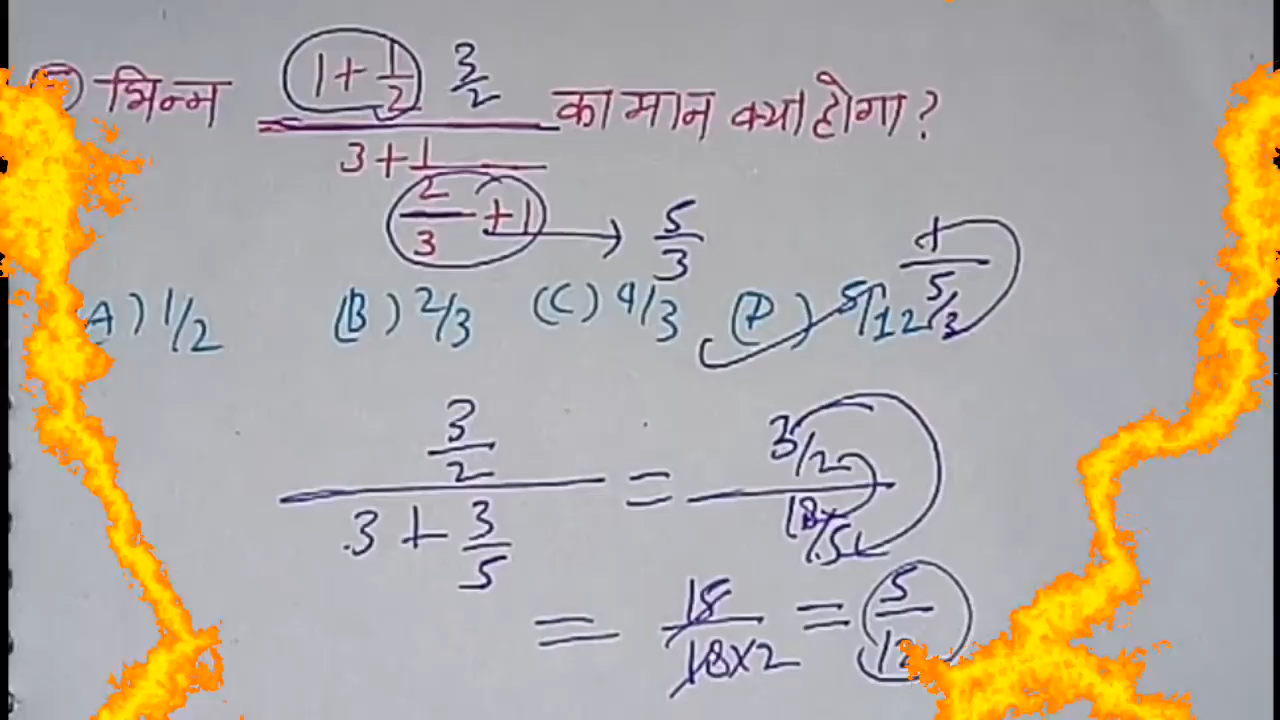 भिन्न (1 + 1/2) / (3 + 1/(2/3 + 1)) 3/2 का मान क्या होगा ?
→ 5/3
1/(5/3)
A) 1/2 (B) 2/3 (C) 4/3 (D) 5/12
(3/2) / (3 + 3/5) = (3/2) / (18/5)
= 15/(18×2) = 5/12